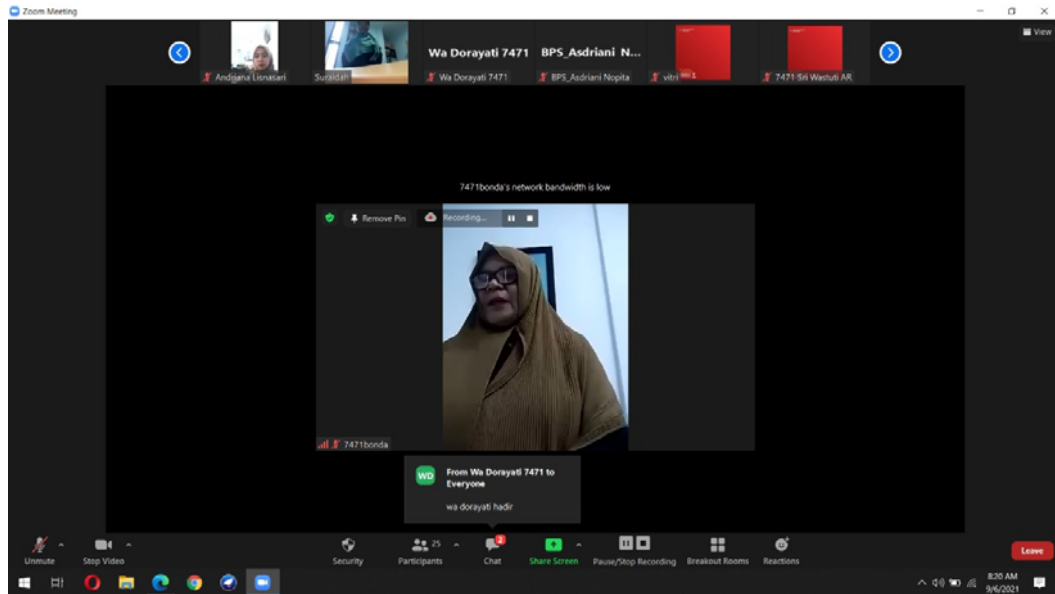 Zoom Meeting
View
Wa Dorayati 7471
BPS_Asdriani N...
Andriana Lisnasari
Suraidah
Wa Dorayati 7471
BPS_Asdriani Nopita
vitri
7471-Sri Wastuti AR
7471bonda's network bandwidth is low
Remove Pin
Recording...
7471bonda
WD
From Wa Dorayati 7471 to
Everyone
wa dorayati hadir
Unmute
Stop Video
Security
25
Participants
2
Chat
Share Screen
Pause/Stop Recording
Breakout Rooms
Reactions
Leave
8:20 AM
9/6/2021